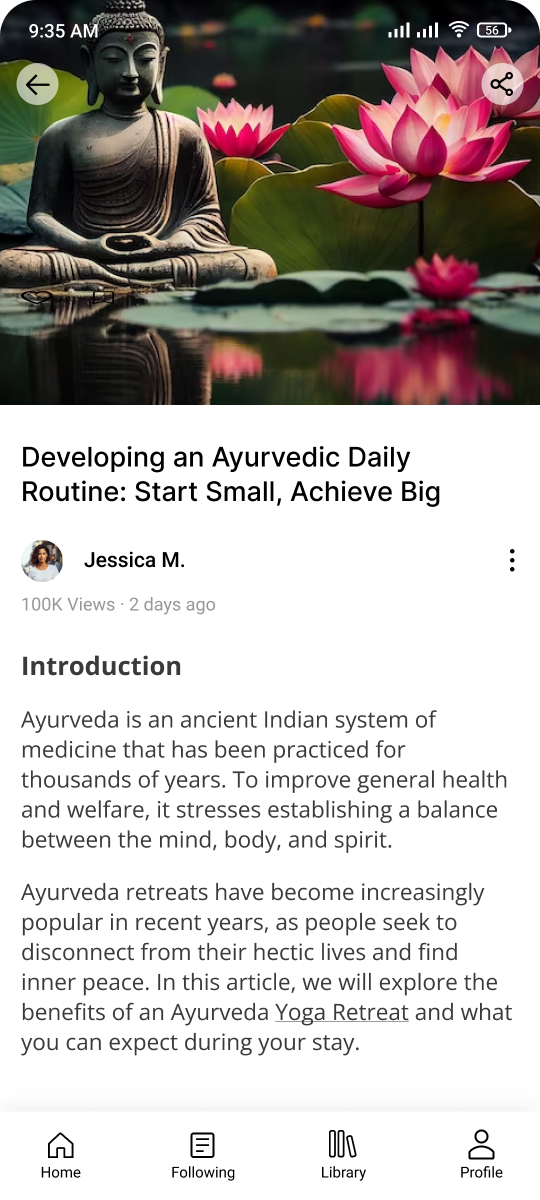 9:35 AM
56
Developing an Ayurvedic Daily
Routine: Start Small, Achieve Big
Jessica M.
100K Views · 2 days ago
Introduction
Ayurveda is an ancient Indian system of
medicine that has been practiced for
thousands of years. To improve general health
and welfare, it stresses establishing a balance
between the mind, body, and spirit.
Ayurveda retreats have become increasingly
popular in recent years, as people seek to
disconnect from their hectic lives and find
inner peace. In this article, we will explore the
benefits of an Ayurveda Yoga Retreat and what
you can expect during your stay.
Home
Following
Library
Profile